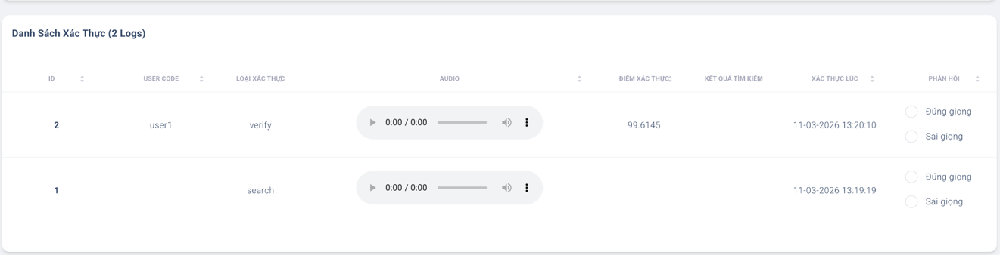 Danh Sách Xác Thực (2 Logs)
ID USER CODE LOẠI XÁC THỰC AUDIO ĐIỂM XÁC THỰC KẾT QUẢ TÌM KIẾM XÁC THỰC LÚC PHẢN HỒI
2 user1 verify 0:00 / 0:00 99.6145 11-03-2026 13:20:10 Đúng giọng
Sai giọng
1 search 0:00 / 0:00 11-03-2026 13:19:19 Đúng giọng
Sai giọng